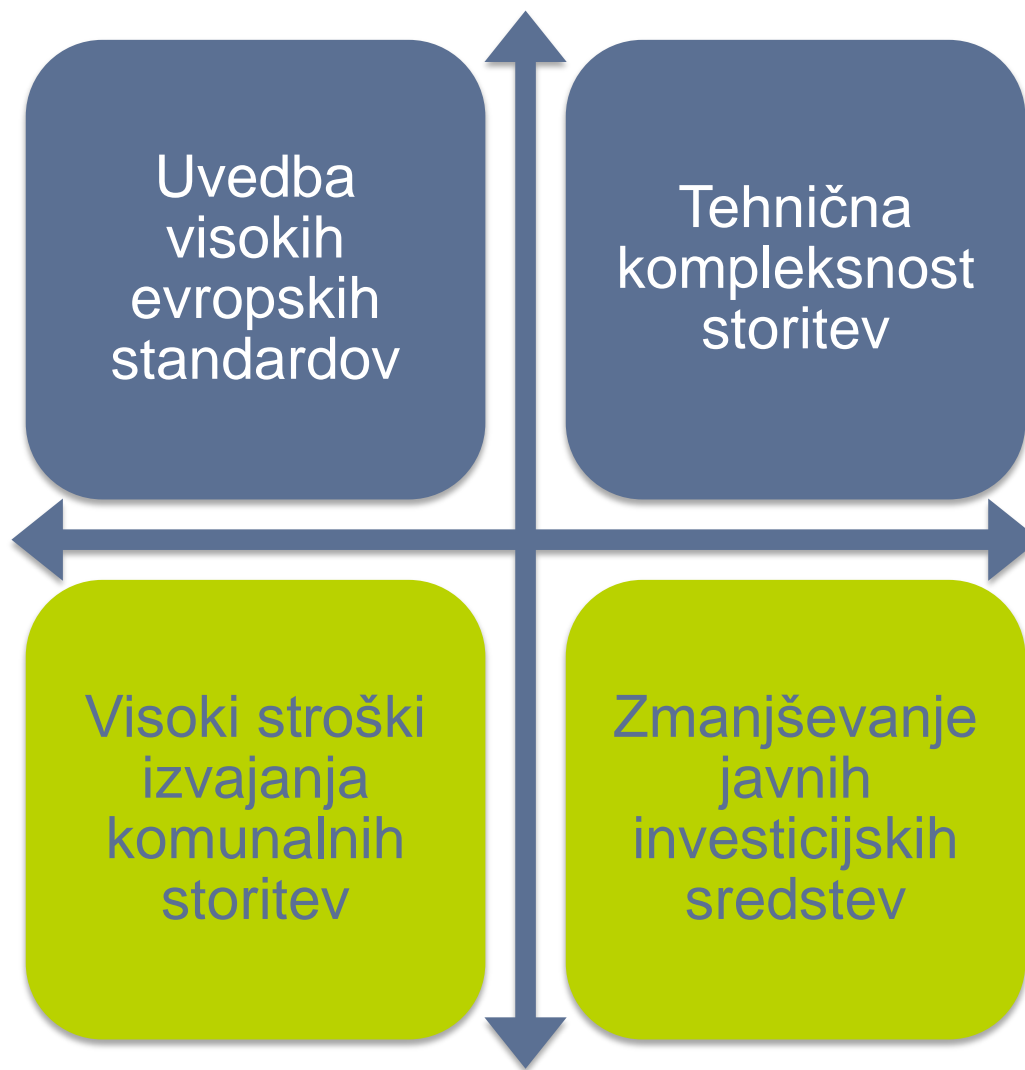 Uvedba
visokih
evropskih
standardov
Tehnična
kompleksnost
storitev
Visoki stroški
izvajanja
komunalnih
storitev
Zmanjševanje
javnih
investicijskih
sredstev